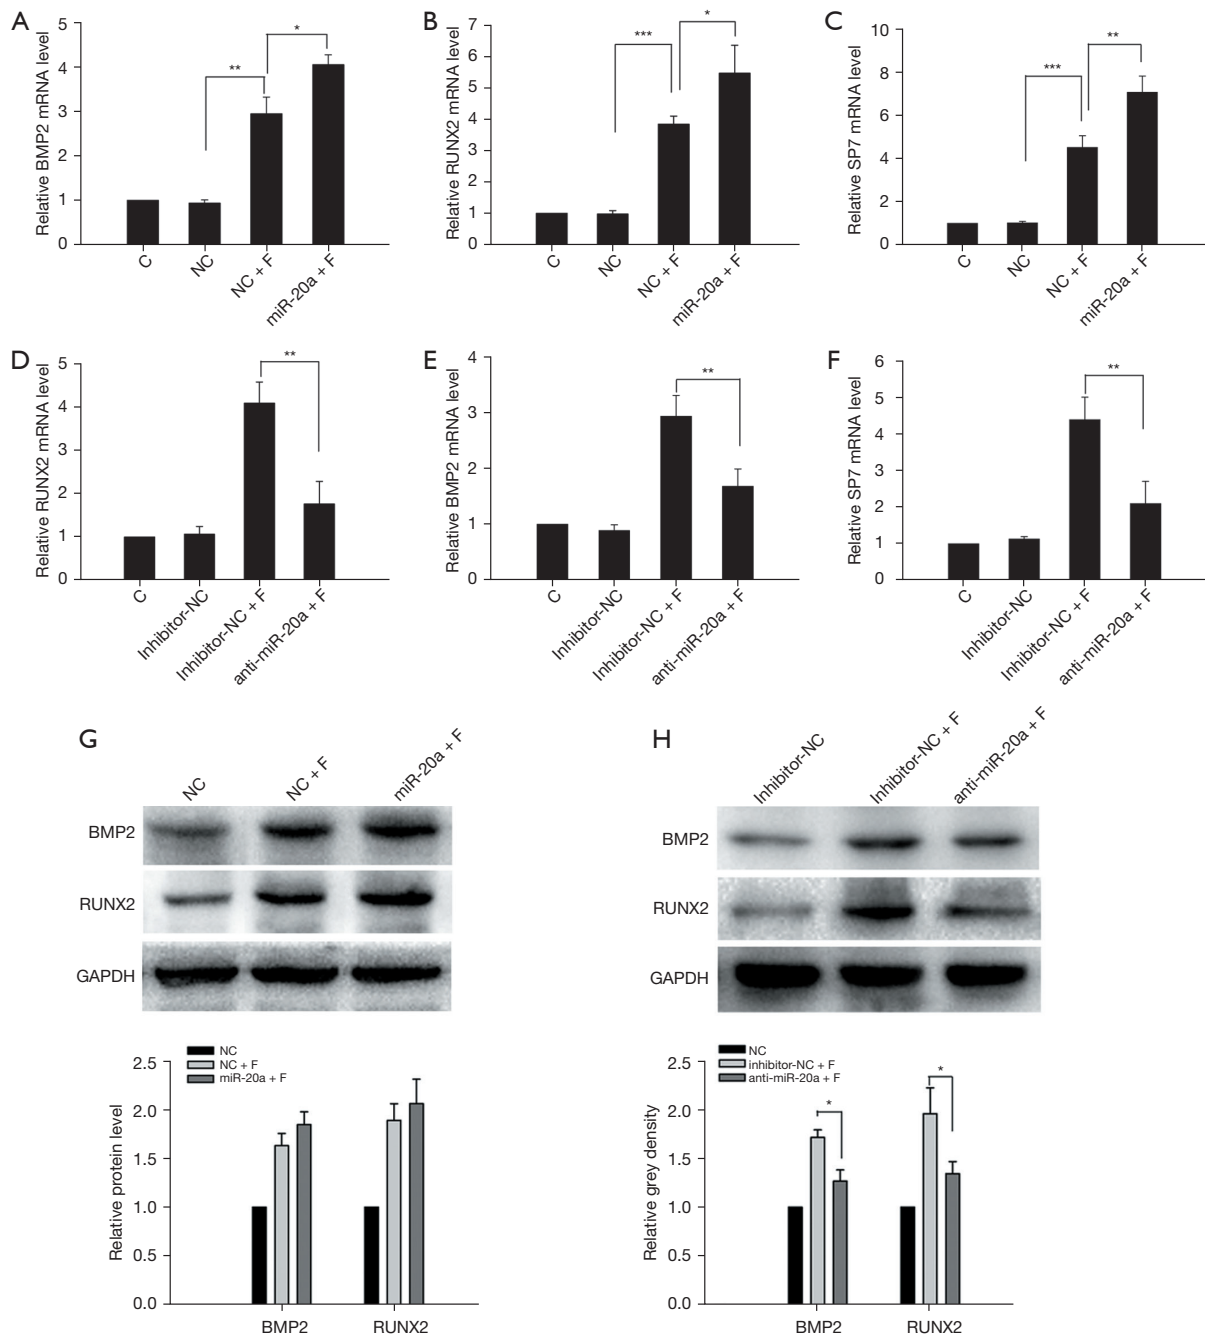 A
Relative BMP2 mRNA level
5
4
3
2
1
0
**
*
C
NC
NC + F
miR-20a + F
B
Relative RUNX2 mRNA level
7
6
5
4
3
2
1
0
***
*
C
NC
NC + F
miR-20a + F
C
Relative SP7 mRNA level
10
8
6
4
2
0
***
**
C
NC
NC + F
miR-20a + F
D
Relative RUNX2 mRNA level
5
4
3
2
1
0
**
C
Inhibitor-NC
Inhibitor-NC + F
anti-miR-20a + F
E
Relative BMP2 mRNA level
4
3
2
1
0
**
C
Inhibitor-NC
Inhibitor-NC + F
anti-miR-20a + F
F
Relative SP7 mRNA level
6
5
4
3
2
1
0
**
C
Inhibitor-NC
Inhibitor-NC + F
anti-miR-20a + F
G
NC
NC + F
miR-20a + F
BMP2
RUNX2
GAPDH
NC
NC + F
miR-20a + F
Relative protein level
2.5
2.0
1.5
1.0
0.5
0.0
BMP2
RUNX2
H
Inhibitor-NC
Inhibitor-NC + F
anti-miR-20a + F
BMP2
RUNX2
GAPDH
NC
inhibitor-NC + F
anti-miR-20a + F
Relative grey density
2.5
2.0
1.5
1.0
0.5
0.0
*
*
BMP2
RUNX2